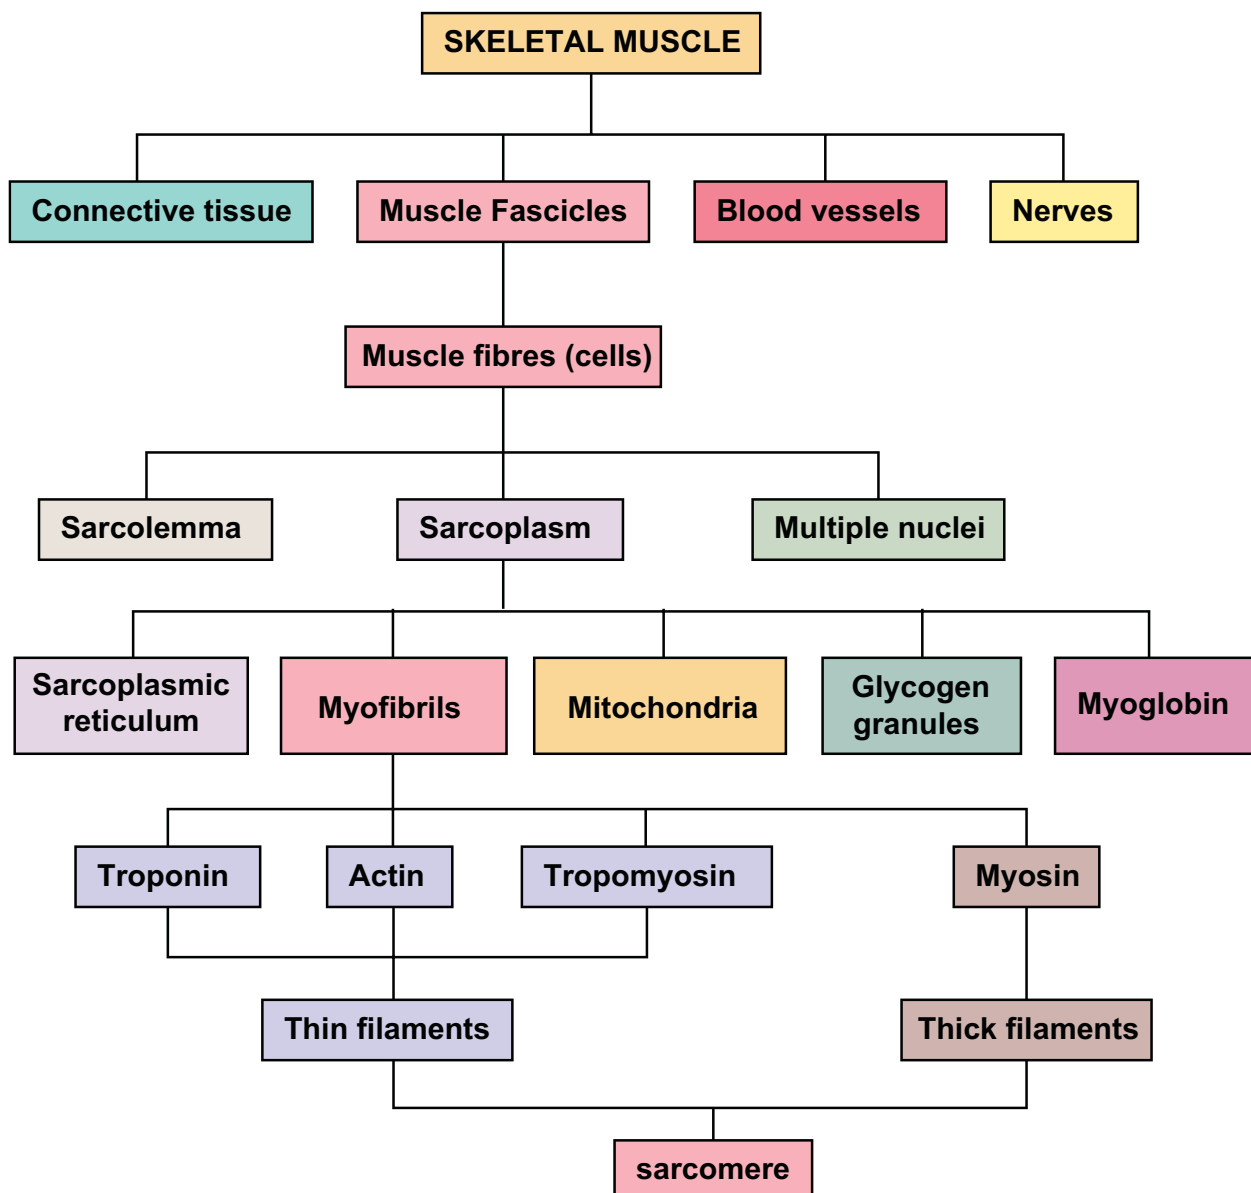 SKELETAL MUSCLE
Connective tissue
Muscle Fascicles
Blood vessels
Nerves
Muscle fibres (cells)
Sarcolemma
Sarcoplasm
Multiple nuclei
Sarcoplasmic
reticulum
Myofibrils
Mitochondria
Glycogen
granules
Myoglobin
Troponin
Actin
Tropomyosin
Myosin
Thin filaments
Thick filaments
sarcomere